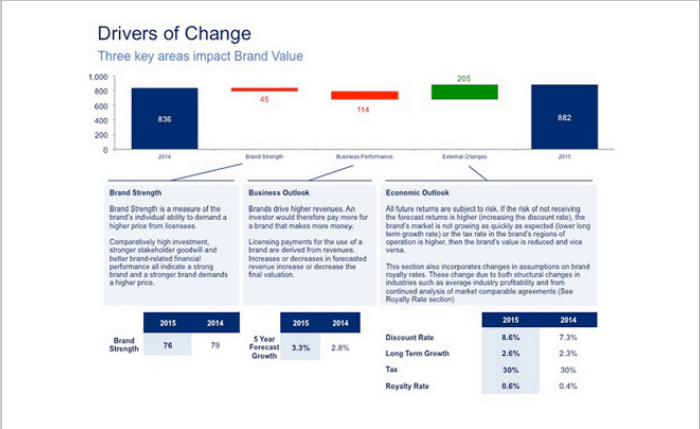 Drivers of Change
Three key areas impact Brand Value
1,000
800
600
400
200
0
836
45
114
205
882
2014
Brand Strength
Business Performance
External Changes
2015
Brand Strength
Brand Strength is a measure of the
brand's individual ability to demand a
higher price from licensees.
Comparatively high investment,
stronger stakeholder goodwill and
better brand-related financial
performance all indicate a strong
brand and a stronger brand demands
a higher price.
Business Outlook
Brands drive higher revenues. An
investor would therefore pay more for
a brand that makes more money.
Licensing payments for the use of a
brand are derived from revenues.
Increases or decreases in forecasted
revenue increase or decrease the
final valuation.
Economic Outlook
All future returns are subject to risk. If the risk of not receiving
the forecast returns is higher (increasing the discount rate), the
brand's market is not growing as quickly as expected (lower long
term growth rate) or the tax rate in the brand's regions of
operation is higher, then the brand's value is reduced and vice
versa.
This section also incorporates changes in assumptions on brand
royalty rates. These change due to both structural changes in
industries such as average industry profitability and from
continued analysis of market comparable agreements (See
Royalty Rate section)
2015 2014
Brand
Strength
76 79
2015 2014
5 Year
Forecast
Growth
3.3% 2.8%
2015 2014
Discount Rate 8.6% 7.3%
Long Term Growth 2.6% 2.3%
Tax 30% 30%
Royalty Rate 0.6% 0.4%